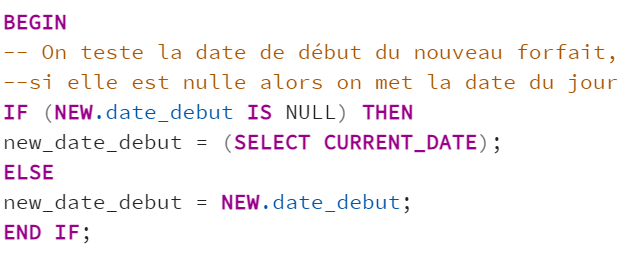 BEGIN
-- On teste la date de début du nouveau forfait,
--si elle est nulle alors on met la date du jour
IF (NEW.date_debut IS NULL) THEN
new_date_debut = (SELECT CURRENT_DATE);
ELSE
new_date_debut = NEW.date_debut;
END IF;